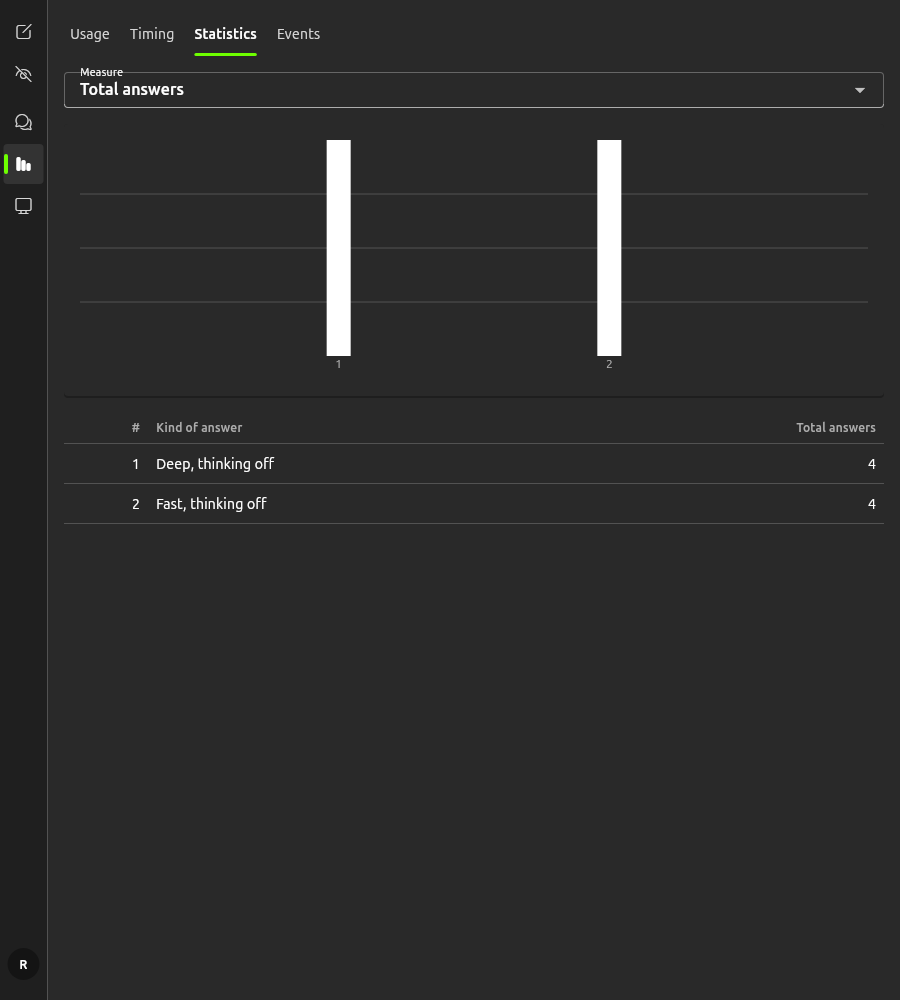 Usage Timing Statistics Events
Measure
Total answers
1 2
# Kind of answer Total answers
1 Deep, thinking off 4
2 Fast, thinking off 4
R